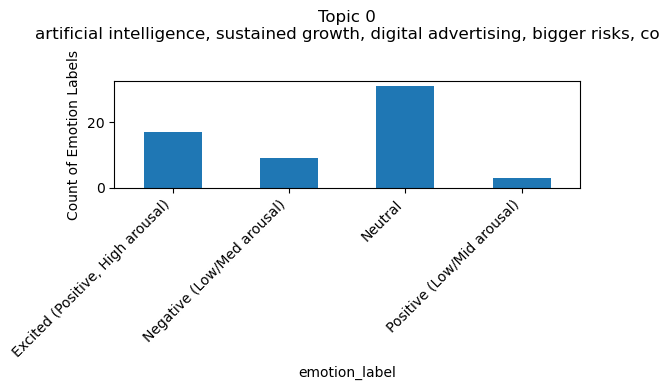 Topic 0
artificial intelligence, sustained growth, digital advertising, bigger risks, co
Count of Emotion Labels
20
0
Excited (Positive, High arousal)
Negative (Low/Med arousal)
Neutral
Positive (Low/Mid arousal)
emotion_label